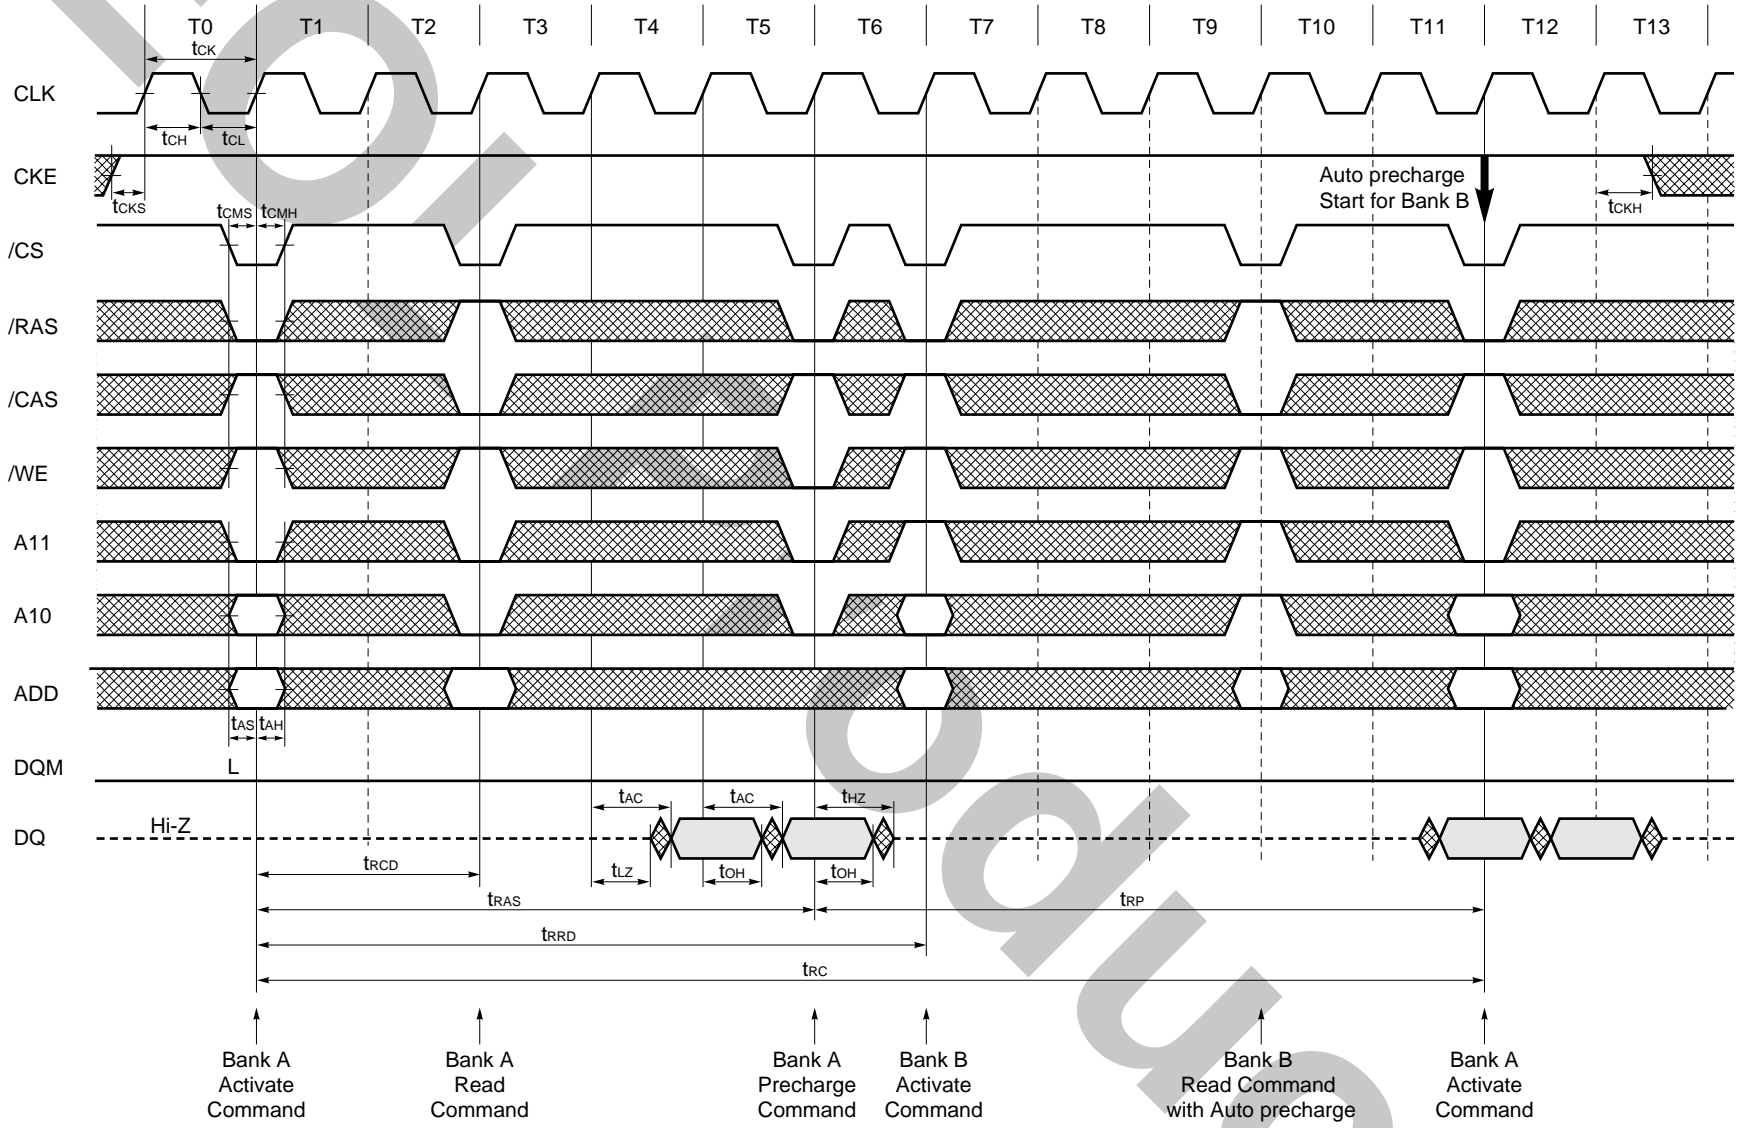 T0 T1 T2 T3 T4 T5 T6 T7 T8 T9 T10 T11 T12 T13
tCK
CLK
tCH tCL
CKE
Auto precharge
Start for Bank B
tCKS
tCKH
tCMS tCMH
/CS
/RAS
/CAS
/WE
A11
A10
ADD
tAS tAH
DQM
L
tAC tAC tHZ
DQ
Hi-Z
tRCD
tLZ tOH tOH
tRAS
tRP
tRRD
tRC
Bank A
Activate
Command
Bank A
Read
Command
Bank A
Precharge
Command
Bank B
Activate
Command
Bank B
Read Command
with Auto precharge
Bank A
Activate
Command